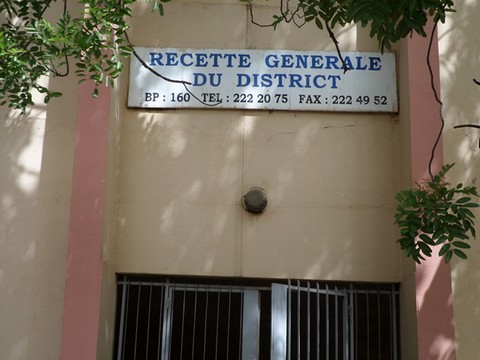 RECETTE GENERALE
DU DISTRICT
BP : 160 TEL : 222 20 75 FAX : 222 49 52